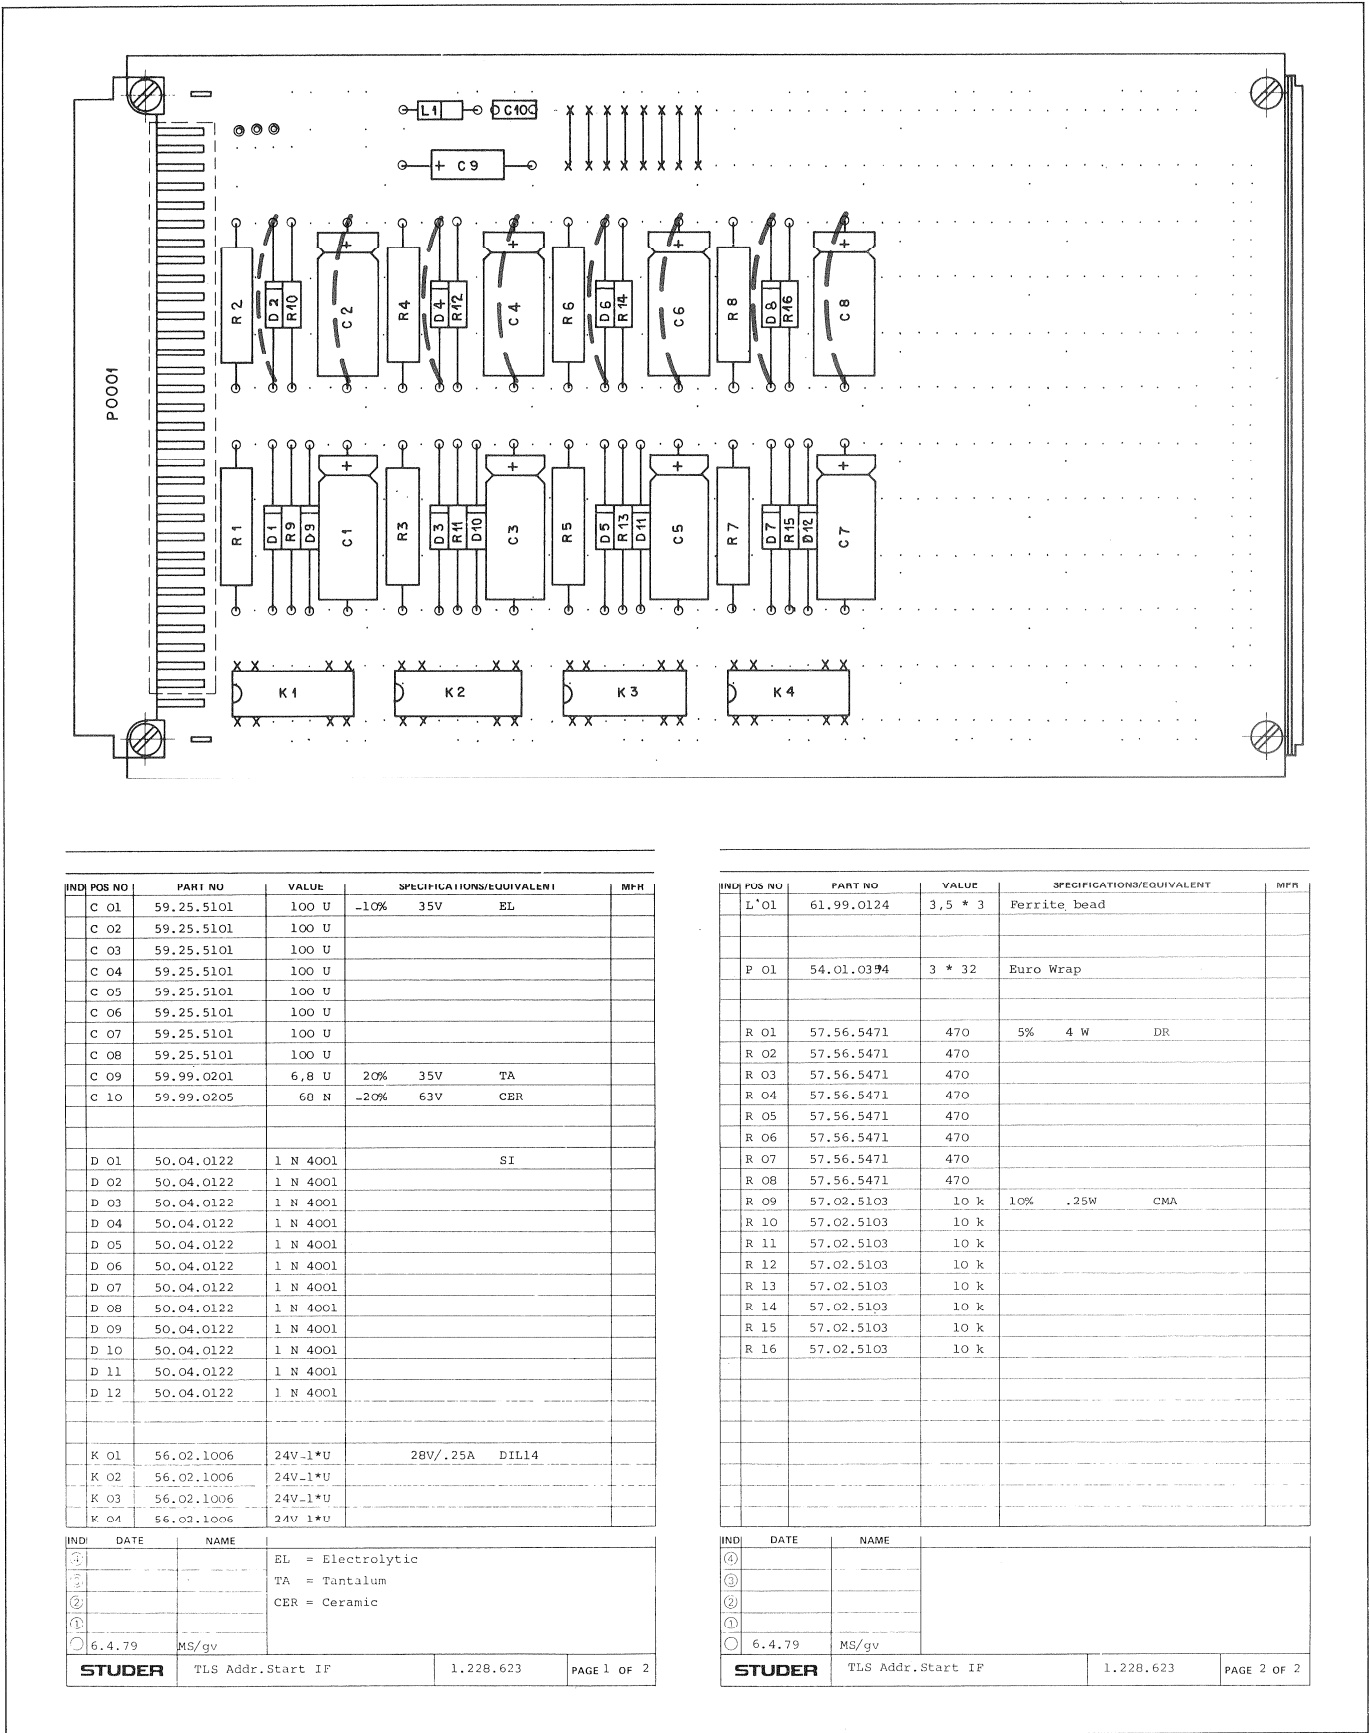 L1 C10
+ C9
P0001
R2 D2 R10 + C2 R4 D4 R12 + C4 R6 D6 R14 + C6 R8 D8 R16 + C8
R1 D1 R9 D9 + C1 R3 D3 R11 D10 + C3 R5 D5 R13 D11 + C5 R7 D7 R15 D12 + C7
K1 K2 K3 K4
IND POS NO PART NO VALUE SPECIFICATIONS/EQUIVALENT MFR
C 01 59.25.5101 100 U -10% 35V EL
C 02 59.25.5101 100 U
C 03 59.25.5101 100 U
C 04 59.25.5101 100 U
C 05 59.25.5101 100 U
C 06 59.25.5101 100 U
C 07 59.25.5101 100 U
C 08 59.25.5101 100 U
C 09 59.99.0201 6,8 U 20% 35V TA
C 10 59.99.0205 68 N -20% 63V CER
D 01 50.04.0122 1 N 4001 SI
D 02 50.04.0122 1 N 4001
D 03 50.04.0122 1 N 4001
D 04 50.04.0122 1 N 4001
D 05 50.04.0122 1 N 4001
D 06 50.04.0122 1 N 4001
D 07 50.04.0122 1 N 4001
D 08 50.04.0122 1 N 4001
D 09 50.04.0122 1 N 4001
D 10 50.04.0122 1 N 4001
D 11 50.04.0122 1 N 4001
D 12 50.04.0122 1 N 4001
K 01 56.02.1006 24V-1*U 28V/.25A DIL14
K 02 56.02.1006 24V-1*U
K 03 56.02.1006 24V-1*U
K 04 56.02.1006 24V 1*U
IND DATE NAME
4
3
2
1
6.4.79 MS/gv
EL = Electrolytic
TA = Tantalum
CER = Ceramic
STUDER TLS Addr.Start IF 1.228.623 PAGE 1 OF 2
IND POS NO PART NO VALUE SPECIFICATIONS/EQUIVALENT MFR
L 01 61.99.0124 3,5 * 3 Ferrite bead
P 01 3 * 32 Euro Wrap
R 01 57.56.5471 470 5% 4 W DR
R 02 57.56.5471 470
R 03 57.56.5471 470
R 04 57.56.5471 470
R 05 57.56.5471 470
R 06 57.56.5471 470
R 07 57.56.5471 470
R 08 57.56.5471 470
R 09 57.02.5103 10 k 10% .25W CMA
R 10 57.02.5103 10 k
R 11 57.02.5103 10 k
R 12 57.02.5103 10 k
R 13 57.02.5103 10 k
R 14 57.02.5103 10 k
R 15 57.02.5103 10 k
R 16 57.02.5103 10 k
IND DATE NAME
4
3
2
1
6.4.79 MS/gv
STUDER TLS Addr.Start IF 1.228.623 PAGE 2 OF 2